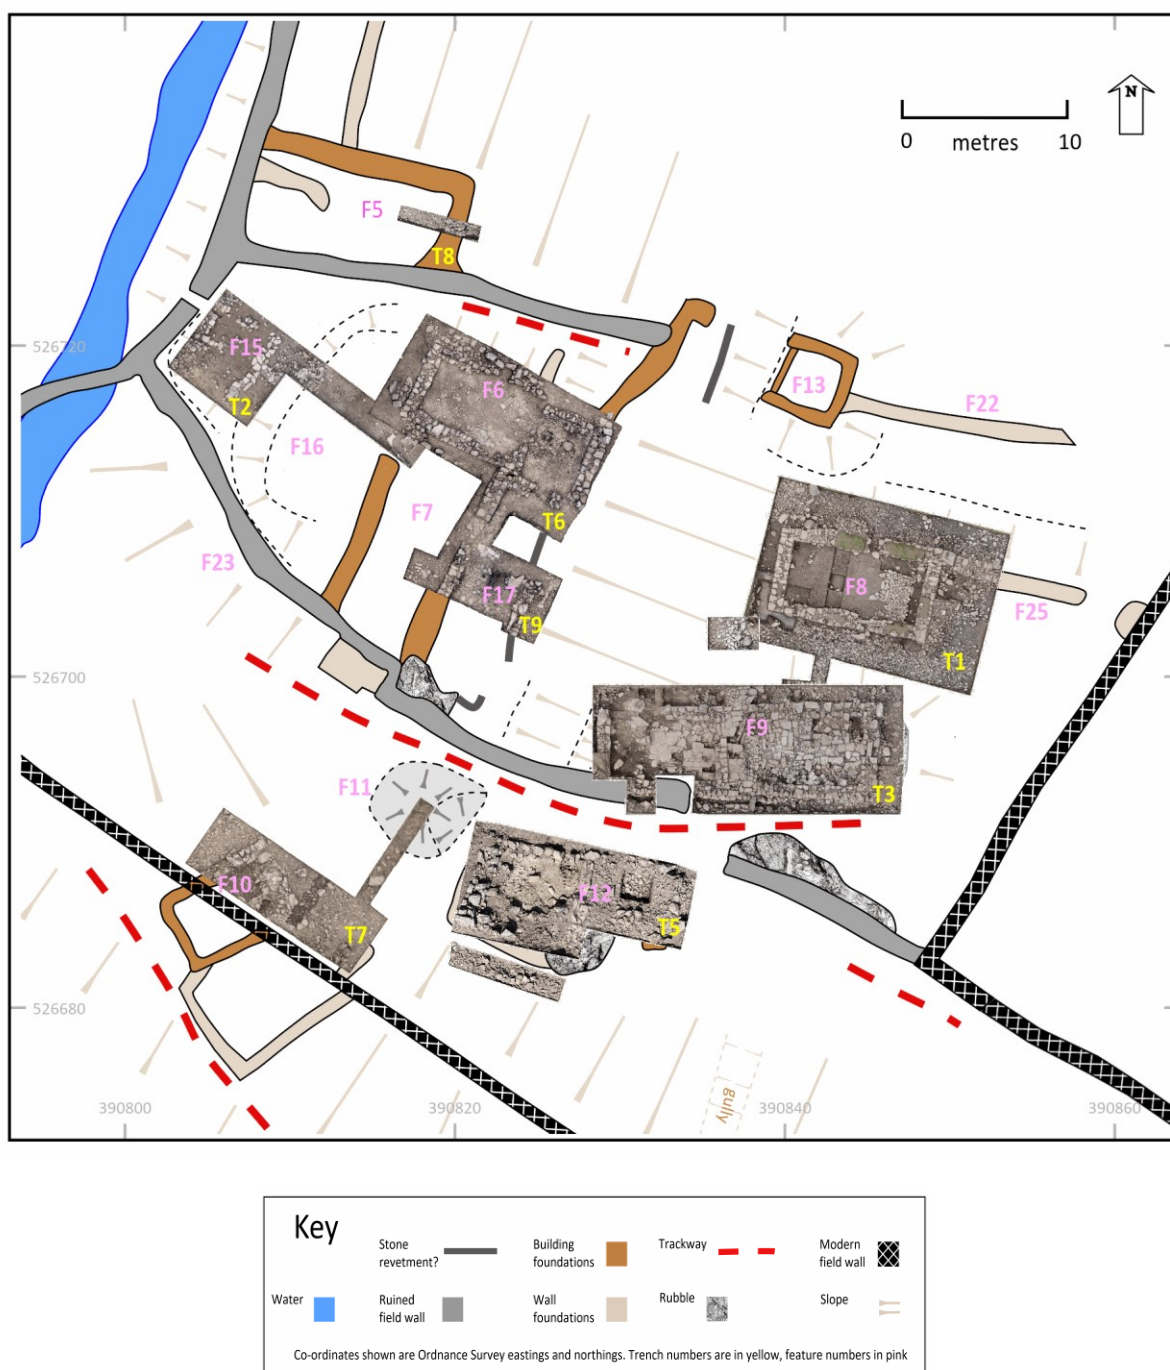 N
0 metres 10
F5
T8
526720
F15
F6
F13
T2
F22
F16
F7
T6
F23
F8
F17
F25
T9
T1
526700
F9
F11
T3
F10
F12
T7
T5
526680
gully
390800
390820
390840
390860
Key
Stone
revetment?
Building
foundations
Trackway
Modern
field wall
Water
Ruined
field wall
Wall
foundations
Rubble
Slope
Co-ordinates shown are Ordnance Survey eastings and northings. Trench numbers are in yellow, feature numbers in pink